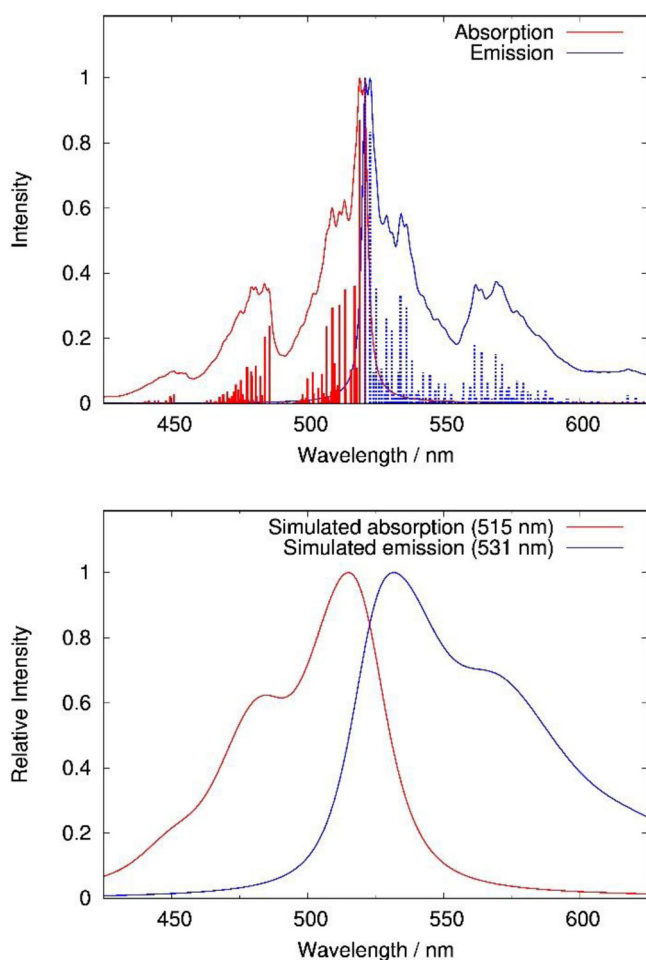 Absorption
Emission
1
0.8
0.6
0.4
0.2
0
Intensity
450 500 550 600
Wavelength / nm
Simulated absorption (515 nm)
Simulated emission (531 nm)
1
0.8
0.6
0.4
0.2
0
Relative Intensity
450 500 550 600
Wavelength / nm